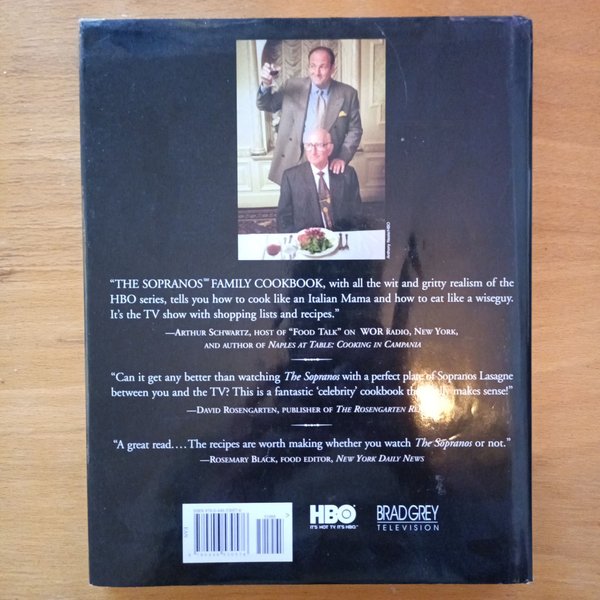 Anthony Neste/HBO
“THE SOPRANOS℠ FAMILY COOKBOOK, with all the wit and gritty realism of the
HBO series, tells you how to cook like an Italian Mama and how to eat like a wiseguy.
It’s the TV show with shopping lists and recipes.”
—ARTHUR SCHWARTZ, HOST OF “FOOD TALK” ON WOR RADIO, NEW YORK,
AND AUTHOR OF NAPLES AT TABLE: COOKING IN CAMPANIA
“Can it get any better than watching The Sopranos with a perfect plate of Sopranos Lasagne
between you and the TV? This is a fantastic ‘celebrity’ cookbook makes sense!”
—DAVID ROSENGARTEN, PUBLISHER OF THE ROSENGARTEN
“A great read.…The recipes are worth making whether you watch The Sopranos or not.”
—ROSEMARY BLACK, FOOD EDITOR, NEW YORK DAILY NEWS
EAN
HBO
IT'S NOT TV. IT'S HBO.
BRAD GREY
TELEVISION